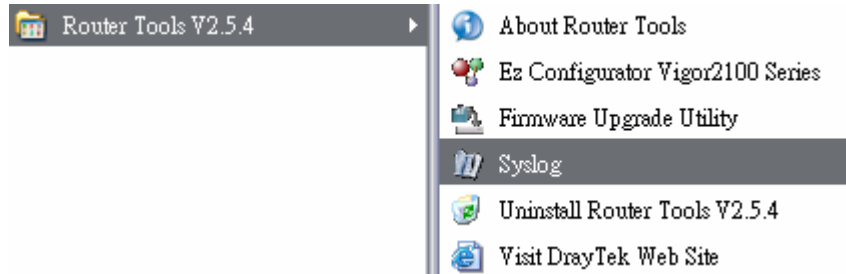 Router Tools V2.5.4
About Router Tools
Ez Configurator Vigor2100 Series
Firmware Upgrade Utility
Syslog
Uninstall Router Tools V2.5.4
Visit DrayTek Web Site